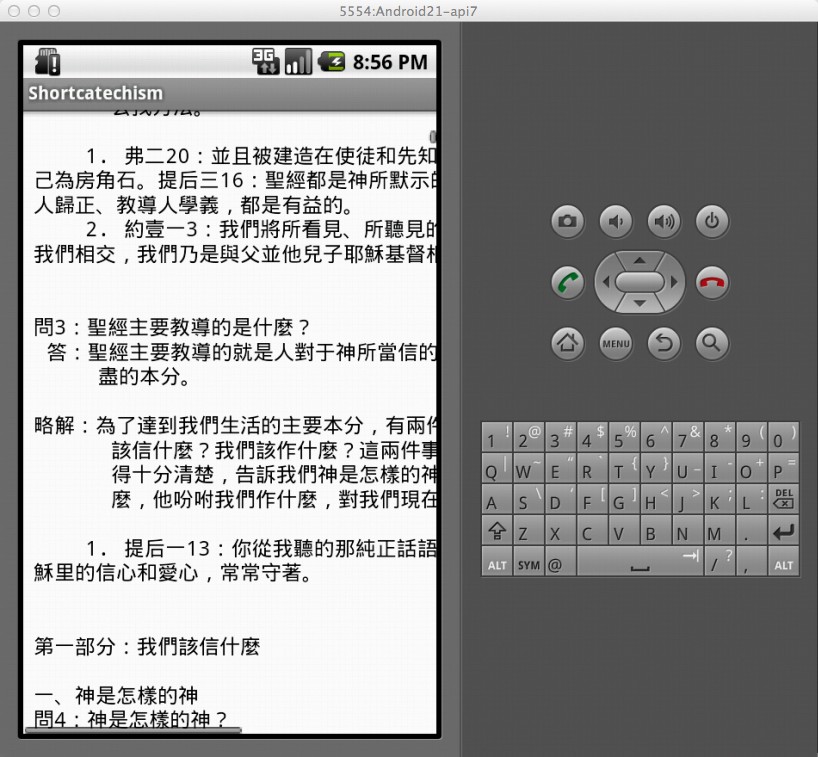 5554:Android21-api7
3G 8:56 PM
Shortcatechism
1. 弗二20：並且被建造在使徒和先知
己為房角石。提后三16：聖經都是神所默示的
人歸正、教導人學義，都是有益的。
2. 約壹一3：我們將所看見、所聽見的
我們相交，我們乃是與父並他兒子耶穌基督相
問3：聖經主要教導的是什麼？
答：聖經主要教導的就是人對于神所當信的
盡的本分。
略解：為了達到我們生活的主要本分，有兩件
該信什麼？我們該作什麼？這兩件事
得十分清楚，告訴我們神是怎樣的神
麼，他吩咐我們作什麼，對我們現在
1. 提后一13：你從我聽的那純正話語
穌里的信心和愛心，常常守著。
第一部分：我們該信什麼
一、神是怎樣的神
問4：神是怎樣的神？
MENU
1 ! 2 @ 3 # 4 $ 5 % 6 ^ 7 & 8 * 9 ( 0 )
Q | W ~ E “ R ` T { Y } U _ I - O + P =
A S \ D ' F [ G ] H < J > K ; L : DEL
Z X C V B N M .
ALT SYM @ / ? , ALT